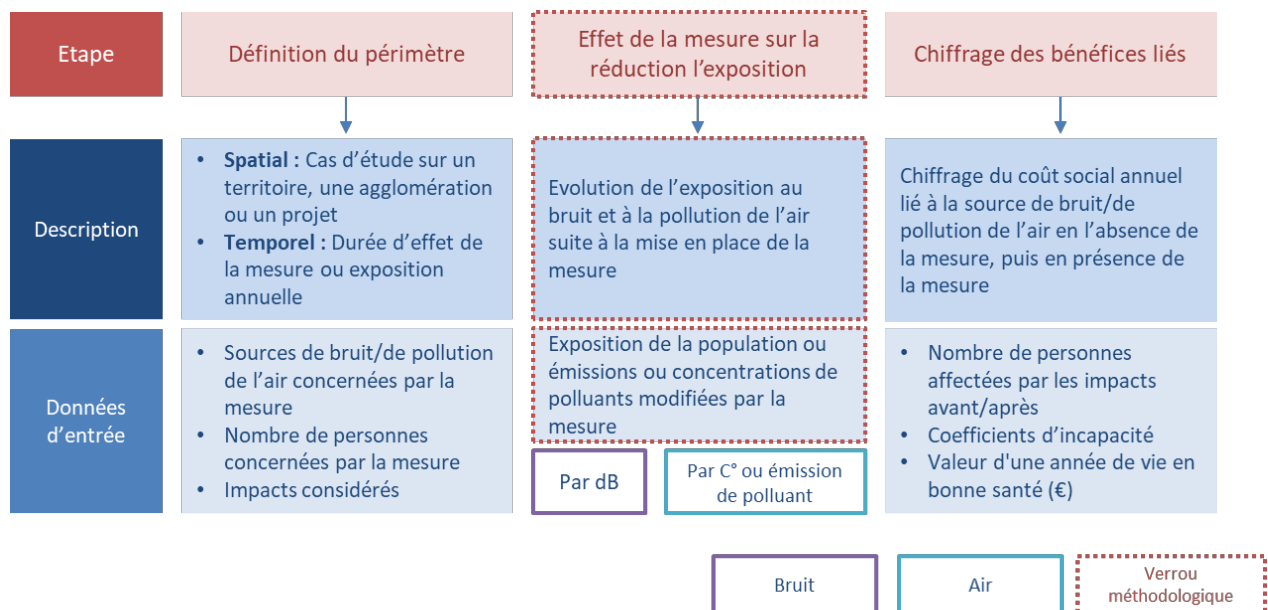 Etape
Définition du périmètre
Effet de la mesure sur la
réduction l’exposition
Chiffrage des bénéfices liés
Description
• Spatial : Cas d’étude sur un
territoire, une agglomération
ou un projet
• Temporel : Durée d’effet de
la mesure ou exposition
annuelle
Evolution de l’exposition au
bruit et à la pollution de l’air
suite à la mise en place de la
mesure
Chiffrage du coût social annuel
lié à la source de bruit/de
pollution de l’air en l’absence de
la mesure, puis en présence de
la mesure
Données
d’entrée
• Sources de bruit/de pollution
de l’air concernées par la
mesure
• Nombre de personnes
concernées par la mesure
• Impacts considérés
Exposition de la population ou
émissions ou concentrations de
polluants modifiées par la
mesure
Par dB
Par C° ou émission
de polluant
• Nombre de personnes
affectées par les impacts
avant/après
• Coefficients d’incapacité
• Valeur d'une année de vie en
bonne santé (€)
Bruit
Air
Verrou
méthodologique